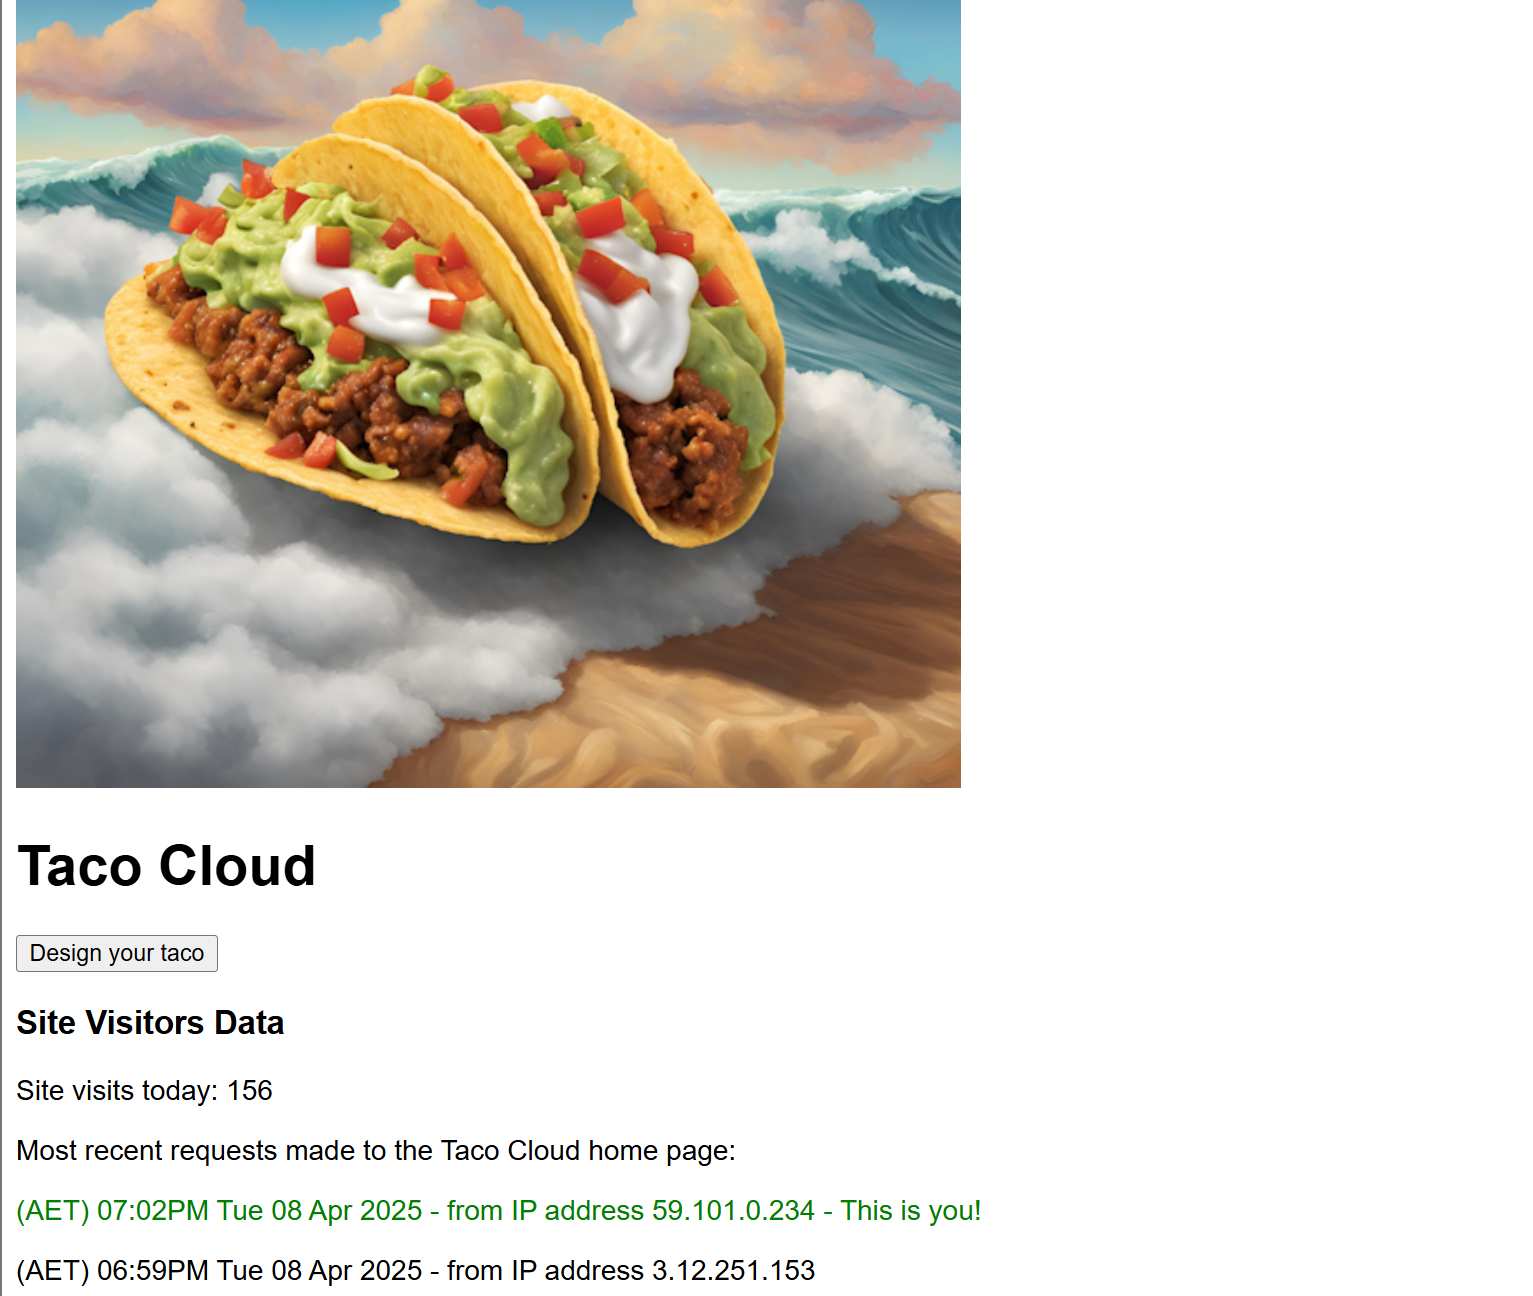 Taco Cloud
Design your taco
Site Visitors Data
Site visits today: 156
Most recent requests made to the Taco Cloud home page:
(AET) 07:02PM Tue 08 Apr 2025 - from IP address 59.101.0.234 - This is you!
(AET) 06:59PM Tue 08 Apr 2025 - from IP address 3.12.251.153